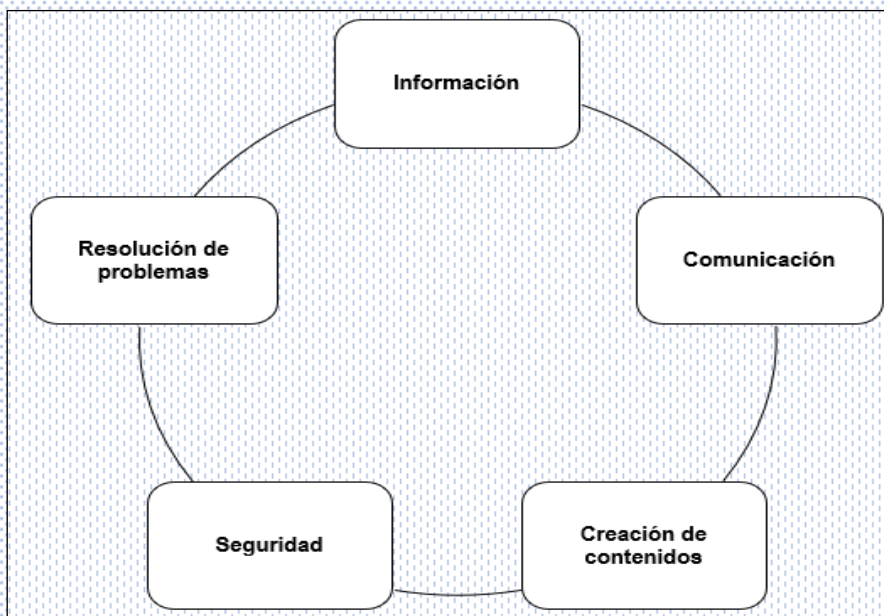 Información
Resolución de
problemas
Comunicación
Seguridad
Creación de
contenidos